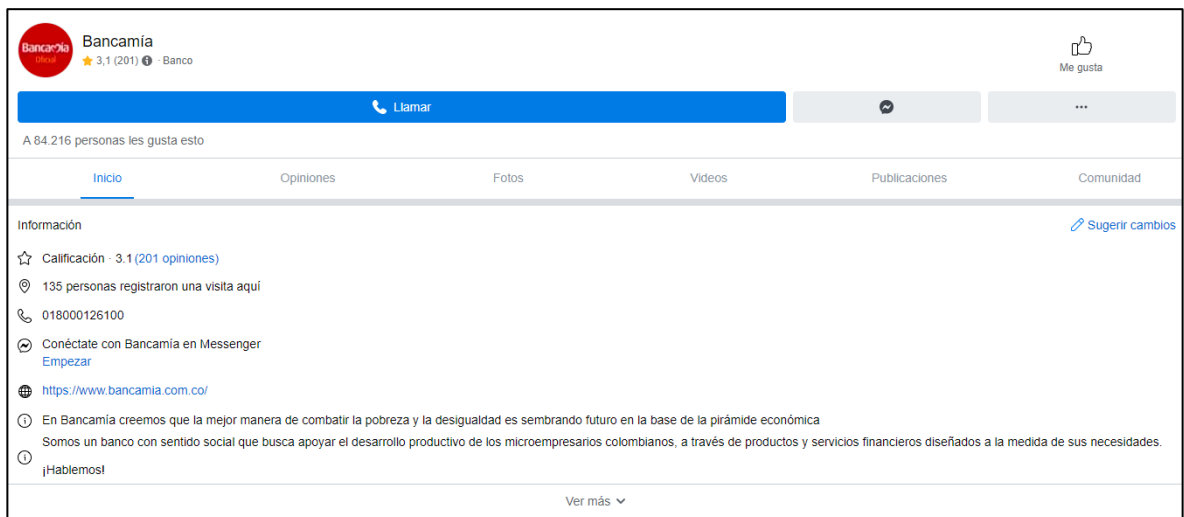 Bancamía
Oficial
Bancamía
3,1 (201) · Banco
Me gusta
Llamar
...
A 84.216 personas les gusta esto
Inicio Opiniones Fotos Videos Publicaciones Comunidad
Información
Sugerir cambios
Calificación · 3.1 (201 opiniones)
135 personas registraron una visita aquí
018000126100
Conéctate con Bancamía en Messenger
Empezar
https://www.bancamia.com.co/
En Bancamía creemos que la mejor manera de combatir la pobreza y la desigualdad es sembrando futuro en la base de la pirámide económica
Somos un banco con sentido social que busca apoyar el desarrollo productivo de los microempresarios colombianos, a través de productos y servicios financieros diseñados a la medida de sus necesidades.
¡Hablemos!
Ver más